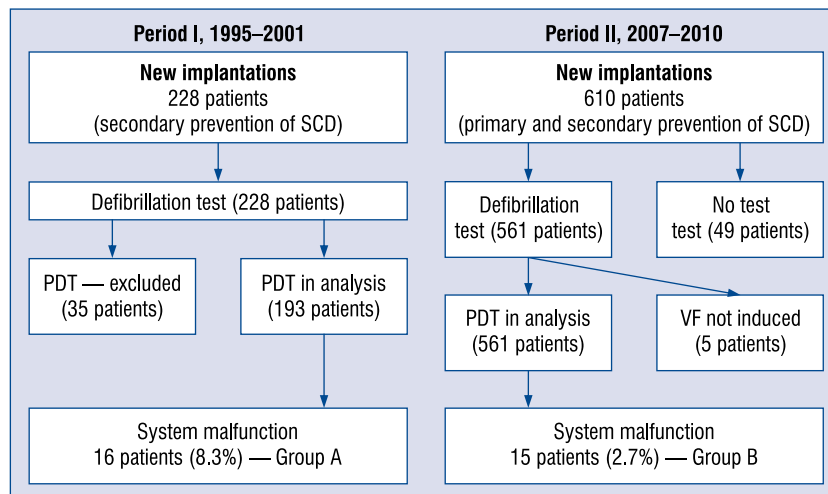 Period I, 1995–2001
New implantations
228 patients
(secondary prevention of SCD)
Defibrillation test (228 patients)
PDT — excluded
(35 patients)
PDT in analysis
(193 patients)
System malfunction
16 patients (8.3%) — Group A
Period II, 2007–2010
New implantations
610 patients
(primary and secondary prevention of SCD)
Defibrillation
test (561 patients)
No test
test (49 patients)
PDT in analysis
(561 patients)
VF not induced
(5 patients)
System malfunction
15 patients (2.7%) — Group B